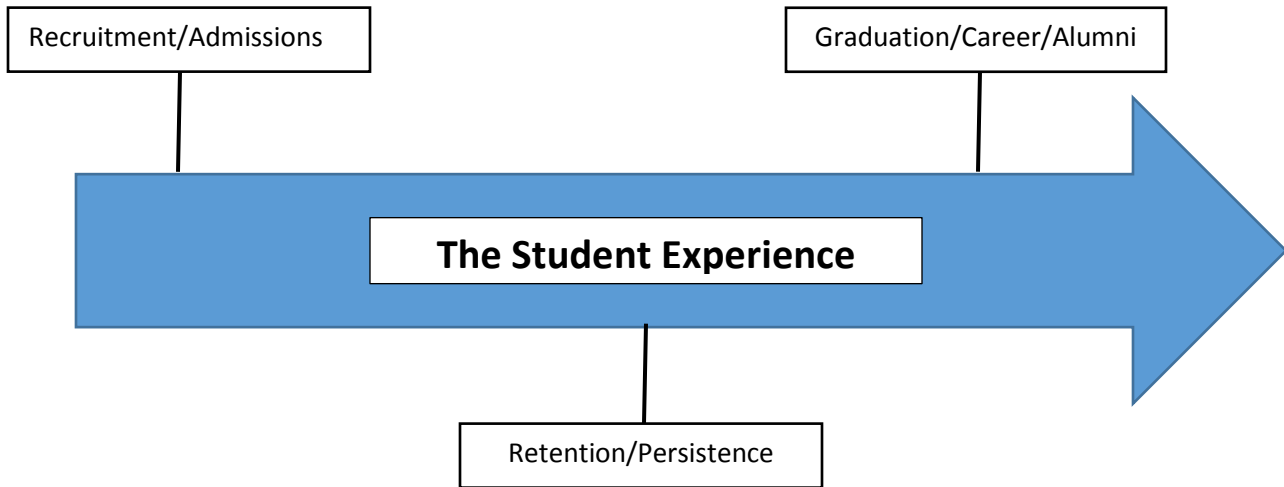 Recruitment/Admissions
Graduation/Career/Alumni
The Student Experience
Retention/Persistence